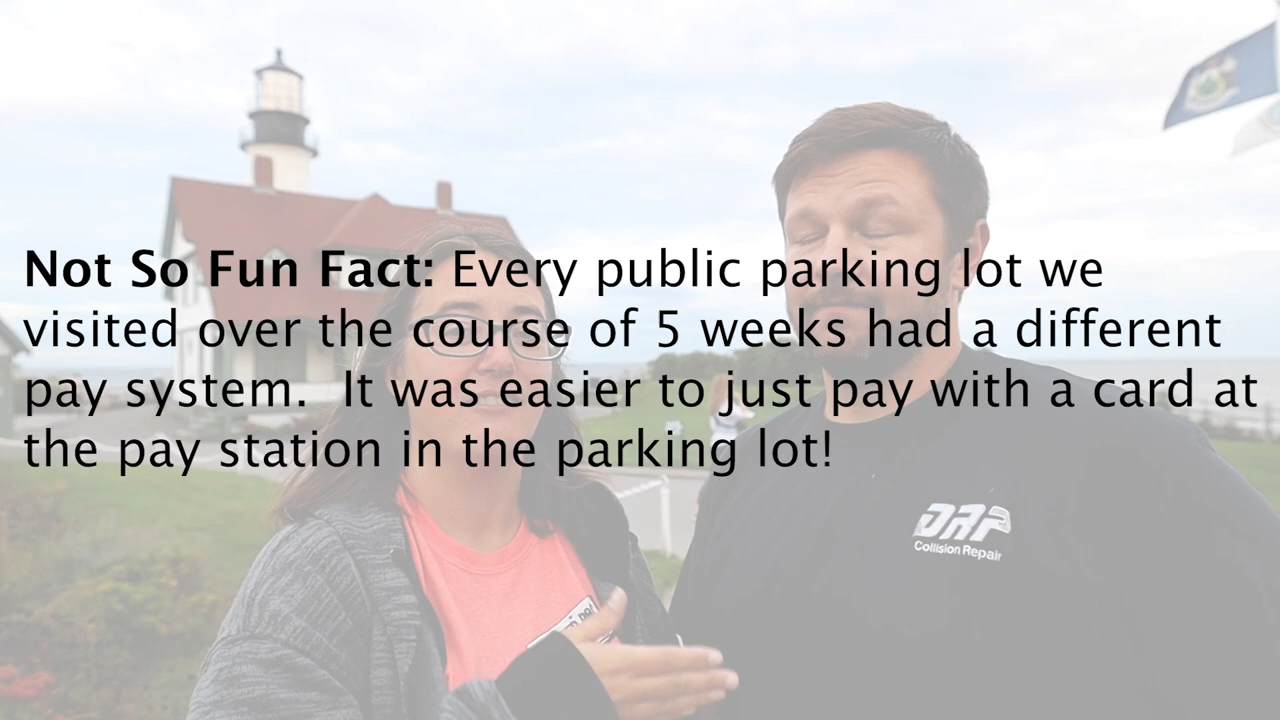 Not So Fun Fact: Every public parking lot we
visited over the course of 5 weeks had a different
pay system.  It was easier to just pay with a card at
the pay station in the parking lot!
DRP
Collision Repair